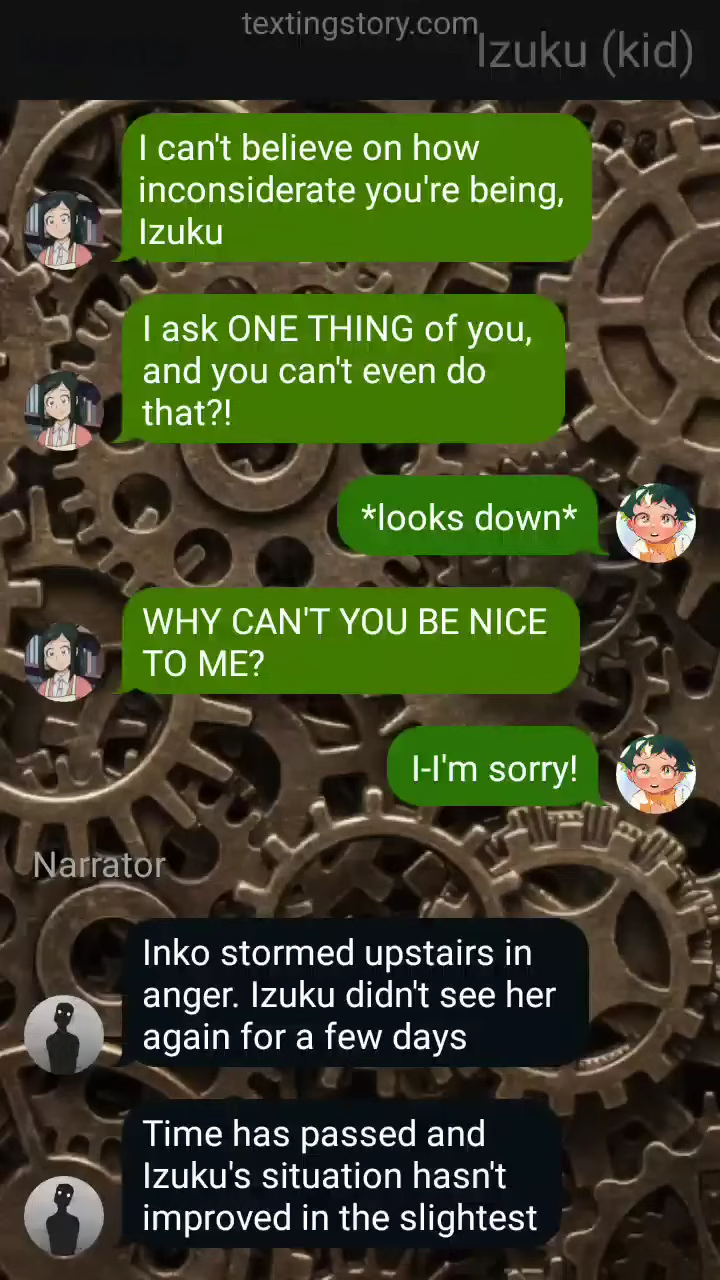 textingstory.com
Izuku (kid)
I can't believe on how
inconsiderate you're being,
Izuku
I ask ONE THING of you,
and you can't even do
that?!
*looks down*
WHY CAN'T YOU BE NICE
TO ME?
I-I'm sorry!
Narrator
Inko stormed upstairs in
anger. Izuku didn't see her
again for a few days
Time has passed and
Izuku's situation hasn't
improved in the slightest